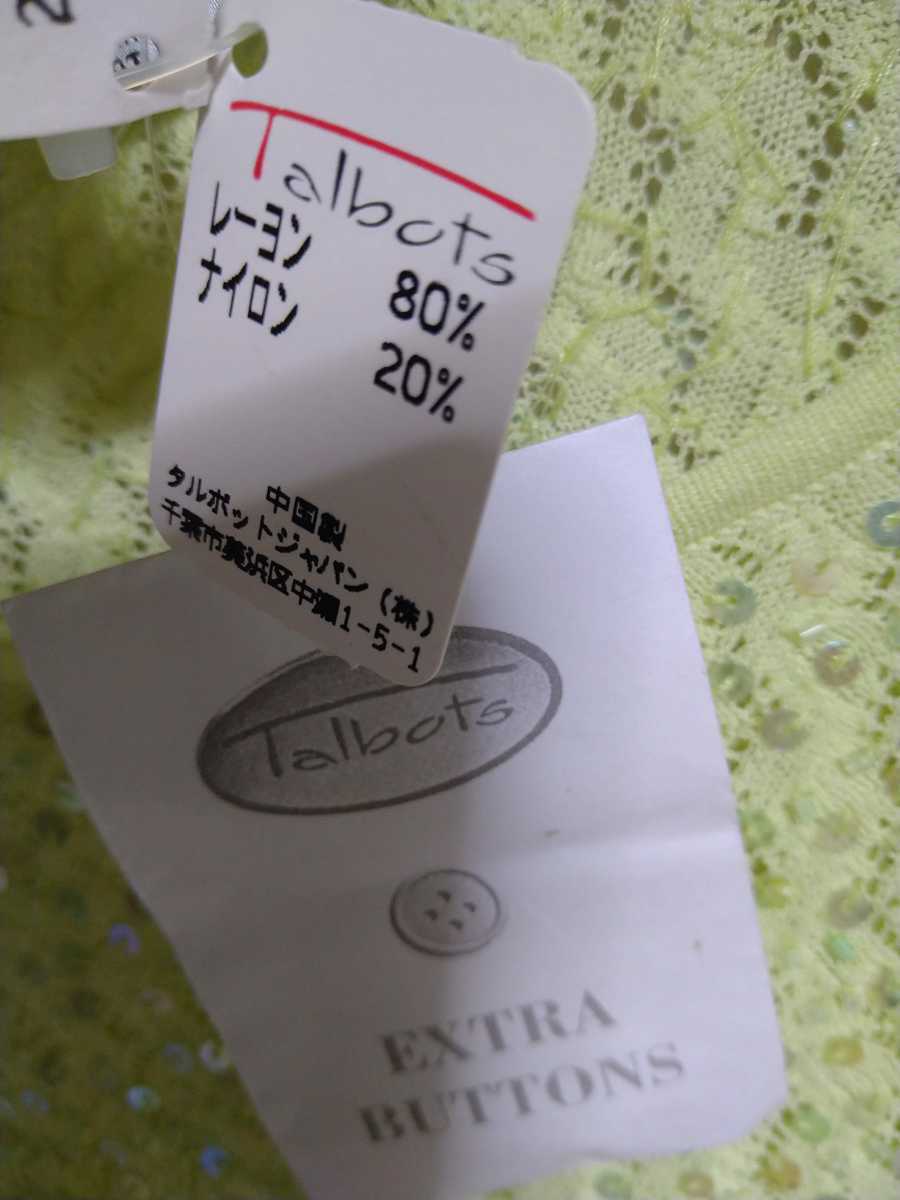 Talbots
レーヨン 80%
ナイロン 20%
中国製
タルボットジャパン(株)
千葉市美浜区中瀬1-5-1
Talbots
EXTRA
BUTTONS